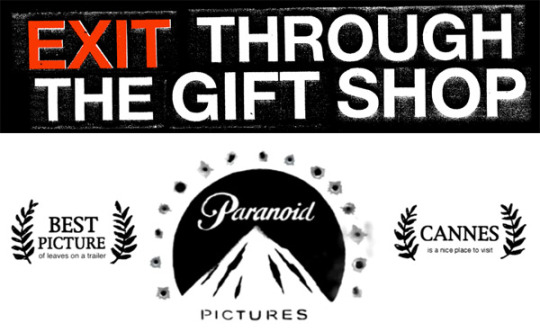 EXIT THROUGH
THE GIFT SHOP
BEST
PICTURE
of leaves on a trailer
Paranoid
PICTURES
CANNES
is a nice place to visit